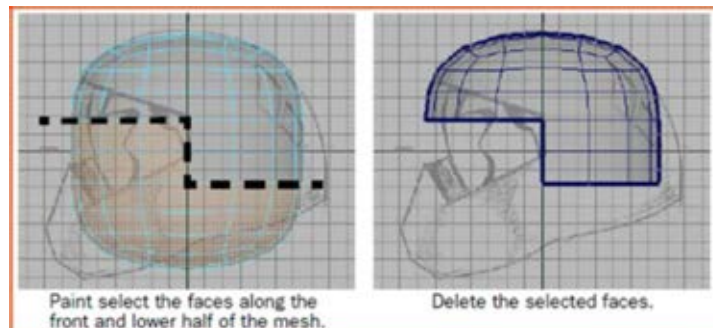 Paint select the faces along the
front and lower half of the mesh.
Delete the selected faces.